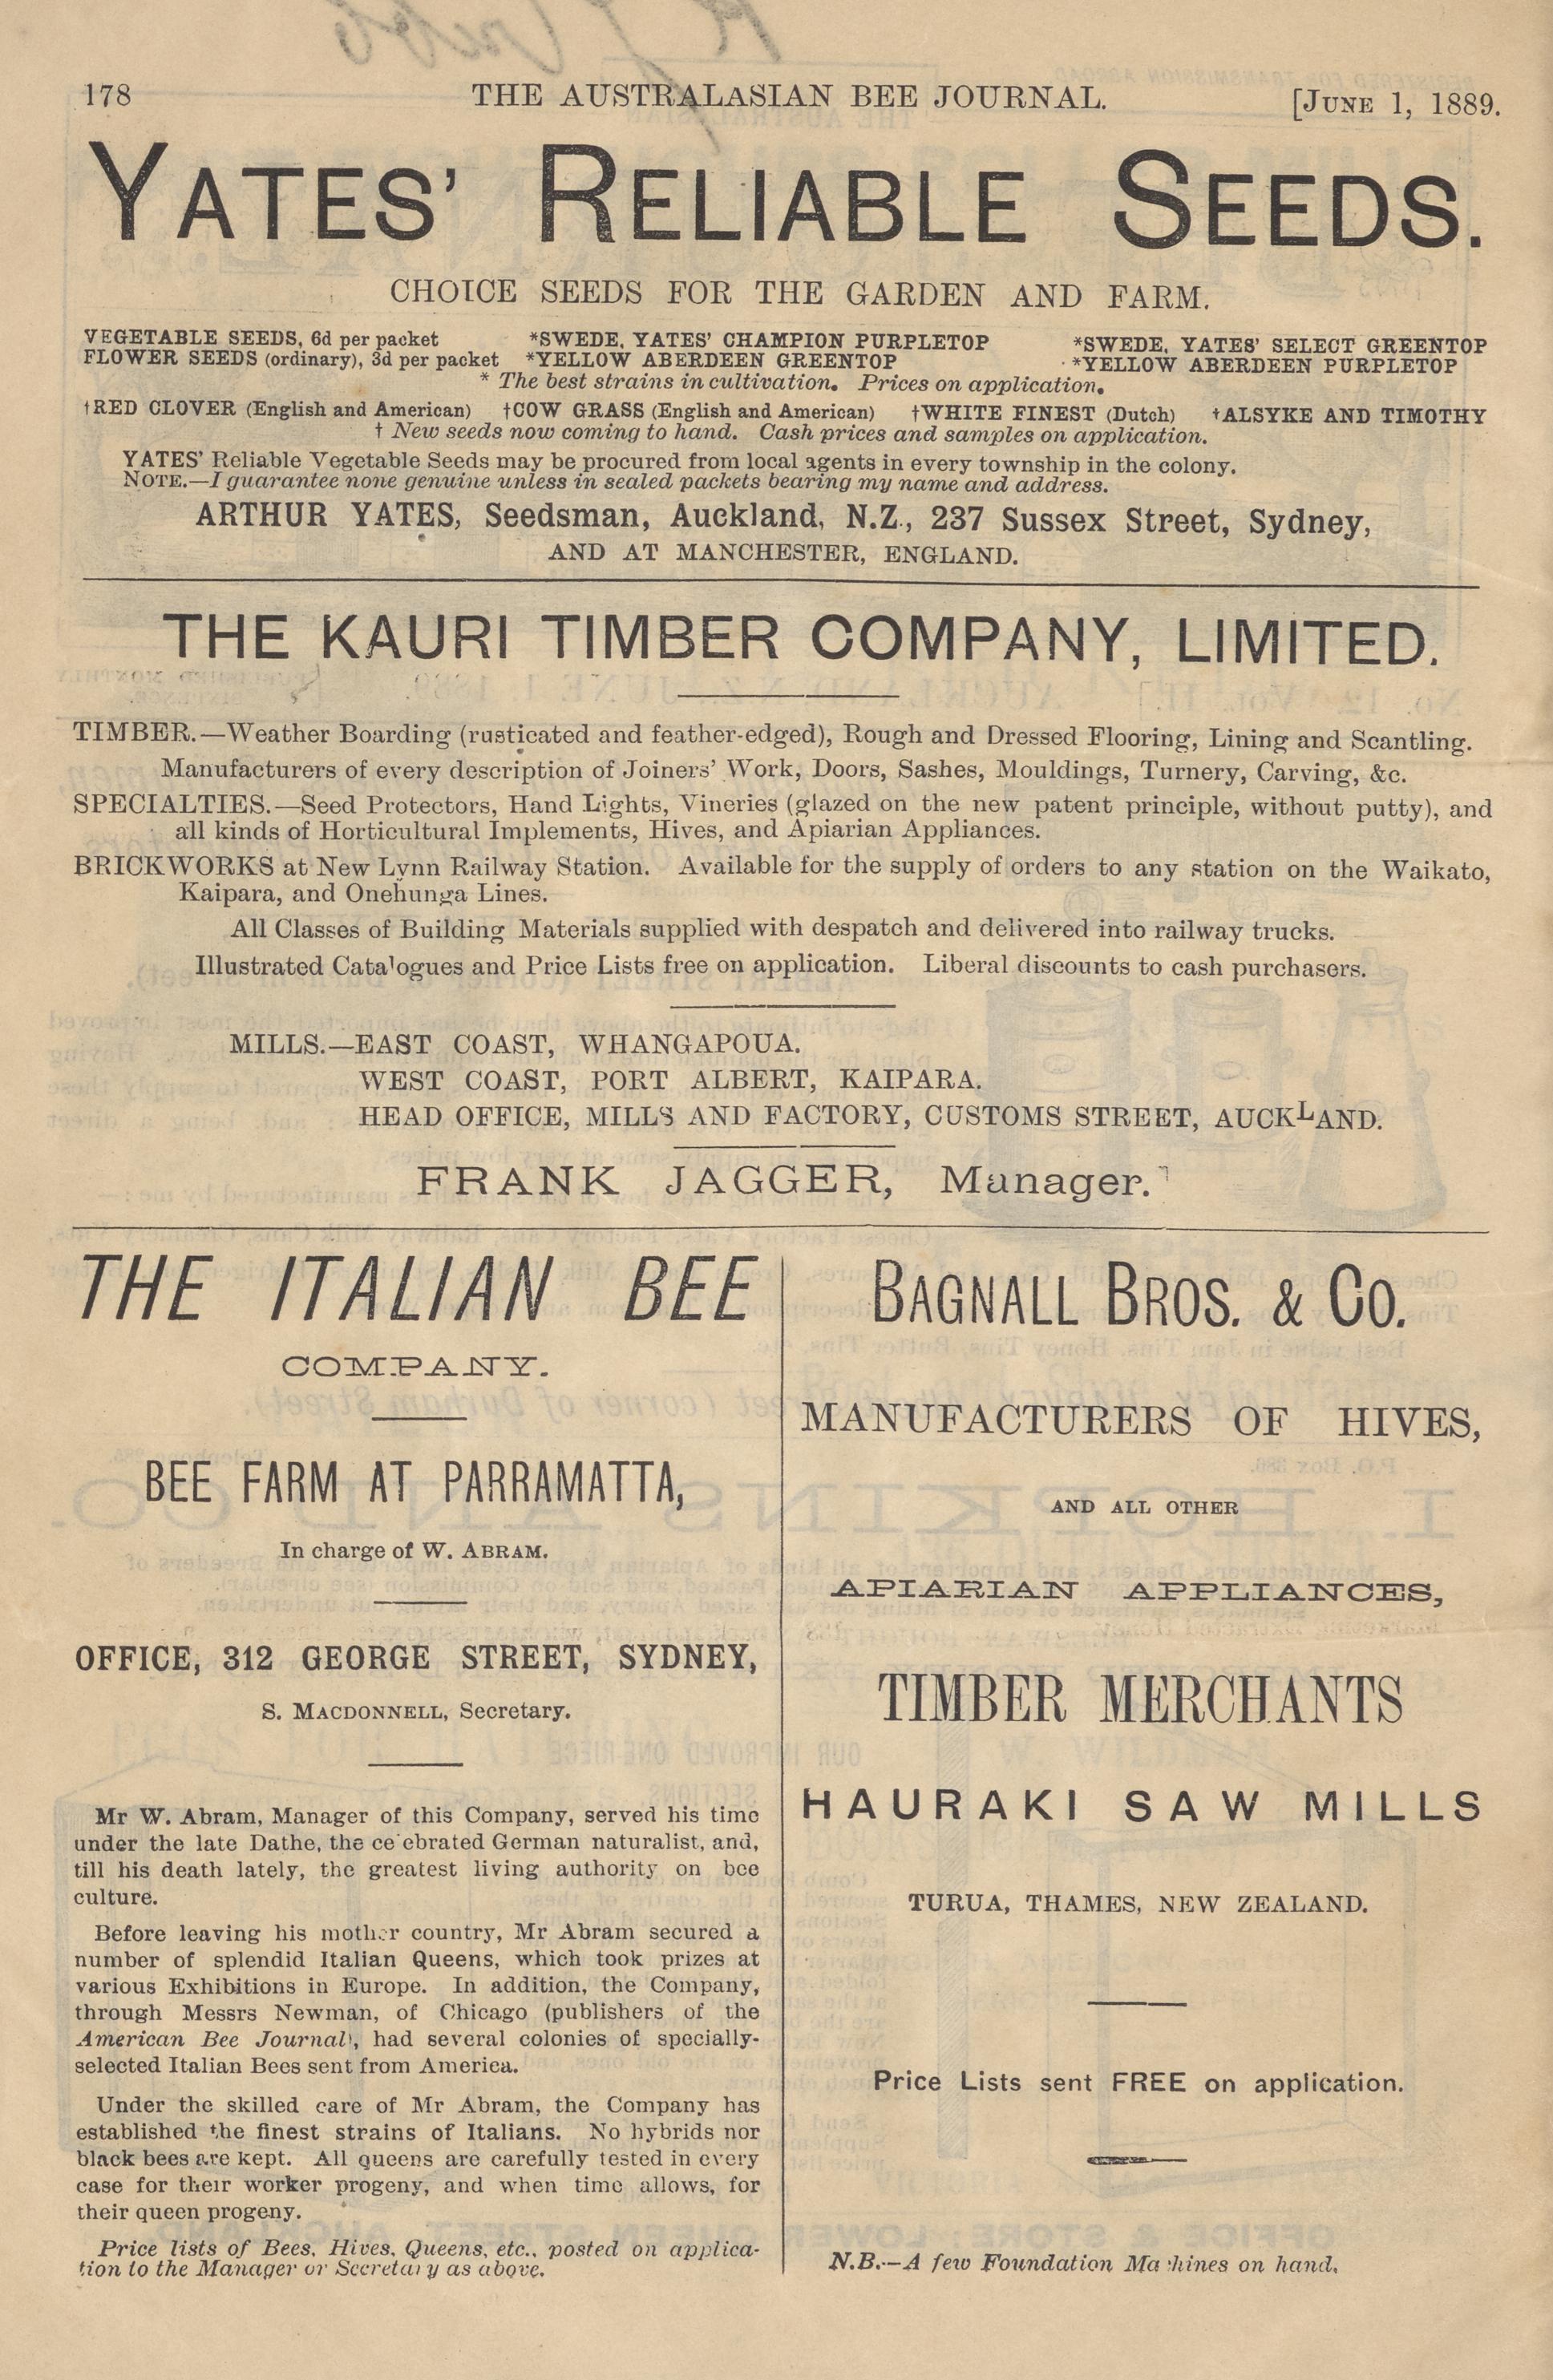 178 THE AUSTRALASIAN BEE JOURNAL. [JUNE 1, 1889.
YATES' RELIABLE SEEDS.
CHOICE SEEDS FOR THE GARDEN AND FARM.
VEGETABLE SEEDS, 6d per packet *SWEDE, YATES' CHAMPION PURPLETOP *SWEDE, YATES' SELECT GREENTOP
FLOWER SEEDS (ordinary), 3d per packet *YELLOW ABERDEEN GREENTOP *YELLOW ABERDEEN PURPLETOP
* The best strains in cultivation. Prices on application.
†RED CLOVER (English and American) †COW GRASS (English and American) †WHITE FINEST (Dutch) †ALSYKE AND TIMOTHY
† New seeds now coming to hand. Cash prices and samples on application.
YATES' Reliable Vegetable Seeds may be procured from local agents in every township in the colony.
NOTE.—I guarantee none genuine unless in sealed packets bearing my name and address.
ARTHUR YATES, Seedsman, Auckland, N.Z., 237 Sussex Street, Sydney,
AND AT MANCHESTER, ENGLAND.
THE KAURI TIMBER COMPANY, LIMITED.
TIMBER.—Weather Boarding (rusticated and feather-edged), Rough and Dressed Flooring, Lining and Scantling.
Manufacturers of every description of Joiners' Work, Doors, Sashes, Mouldings, Turnery, Carving, &c.
SPECIALTIES.—Seed Protectors, Hand Lights, Vineries (glazed on the new patent principle, without putty), and
all kinds of Horticultural Implements, Hives, and Apiarian Appliances.
BRICKWORKS at New Lynn Railway Station. Available for the supply of orders to any station on the Waikato,
Kaipara, and Onehunga Lines.
All Classes of Building Materials supplied with despatch and delivered into railway trucks.
Illustrated Catalogues and Price Lists free on application. Liberal discounts to cash purchasers.
MILLS.—EAST COAST, WHANGAPOUA.
WEST COAST, PORT ALBERT, KAIPARA.
HEAD OFFICE, MILLS AND FACTORY, CUSTOMS STREET, AUCKLAND.
FRANK JAGGER, Manager.
THE ITALIAN BEE
COMPANY.
BEE FARM AT PARRAMATTA,
In charge of W. ABRAM.
OFFICE, 312 GEORGE STREET, SYDNEY,
S. MACDONNELL, Secretary.
Mr W. Abram, Manager of this Company, served his time
under the late Dathe, the celebrated German naturalist, and,
till his death lately, the greatest living authority on bee
culture.
Before leaving his mother country, Mr Abram secured a
number of splendid Italian Queens, which took prizes at
various Exhibitions in Europe. In addition, the Company,
through Messrs Newman, of Chicago (publishers of the
American Bee Journal), had several colonies of specially-
selected Italian Bees sent from America.
Under the skilled care of Mr Abram, the Company has
established the finest strains of Italians. No hybrids nor
black bees are kept. All queens are carefully tested in every
case for their worker progeny, and when time allows, for
their queen progeny.
Price lists of Bees, Hives, Queens, etc., posted on applica-
tion to the Manager or Secretary as above.
BAGNALL BROS. & CO.
MANUFACTURERS OF HIVES,
AND ALL OTHER
APIARIAN APPLIANCES,
TIMBER MERCHANTS
HAURAKI SAW MILLS
TURUA, THAMES, NEW ZEALAND.
Price Lists sent FREE on application.
N.B.—A few Foundation Machines on hand.